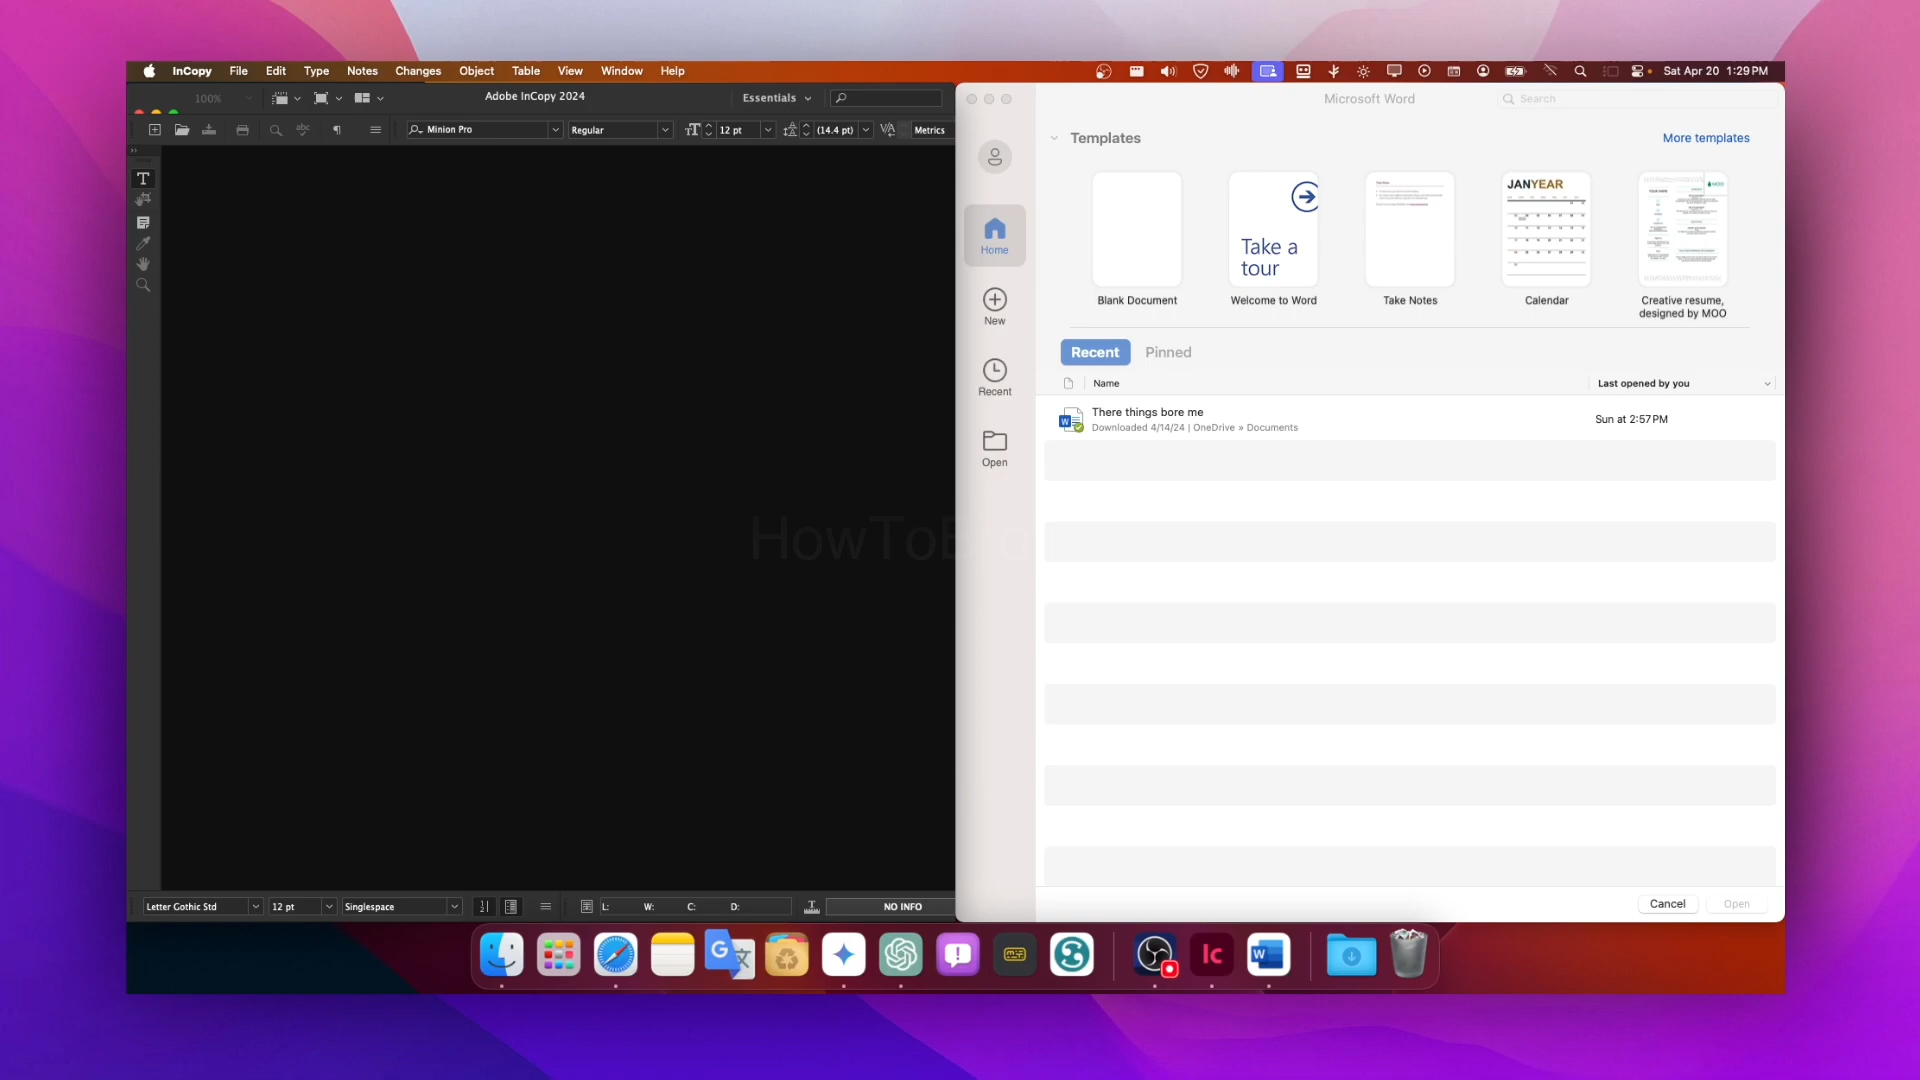 InCopy File Edit Type Notes Changes Object Table View Window Help
Sat Apr 20 1:29 PM
100%
Adobe InCopy 2024
Essentials
Minion Pro
Regular
12 pt
(14.4 pt)
Metrics
HowToB
Letter Gothic Std
12 pt
Singlespace
L: W: C: D:
NO INFO
Microsoft Word
Search
Home
New
Recent
Open
Templates
More templates
Take a
tour
JANYEAR
MOO
Blank Document
Welcome to Word
Take Notes
Calendar
Creative resume,
designed by MOO
Recent Pinned
Name
Last opened by you
There things bore me
Downloaded 4/14/24 | OneDrive » Documents
Sun at 2:57 PM
Cancel
Open
G
Ic
W